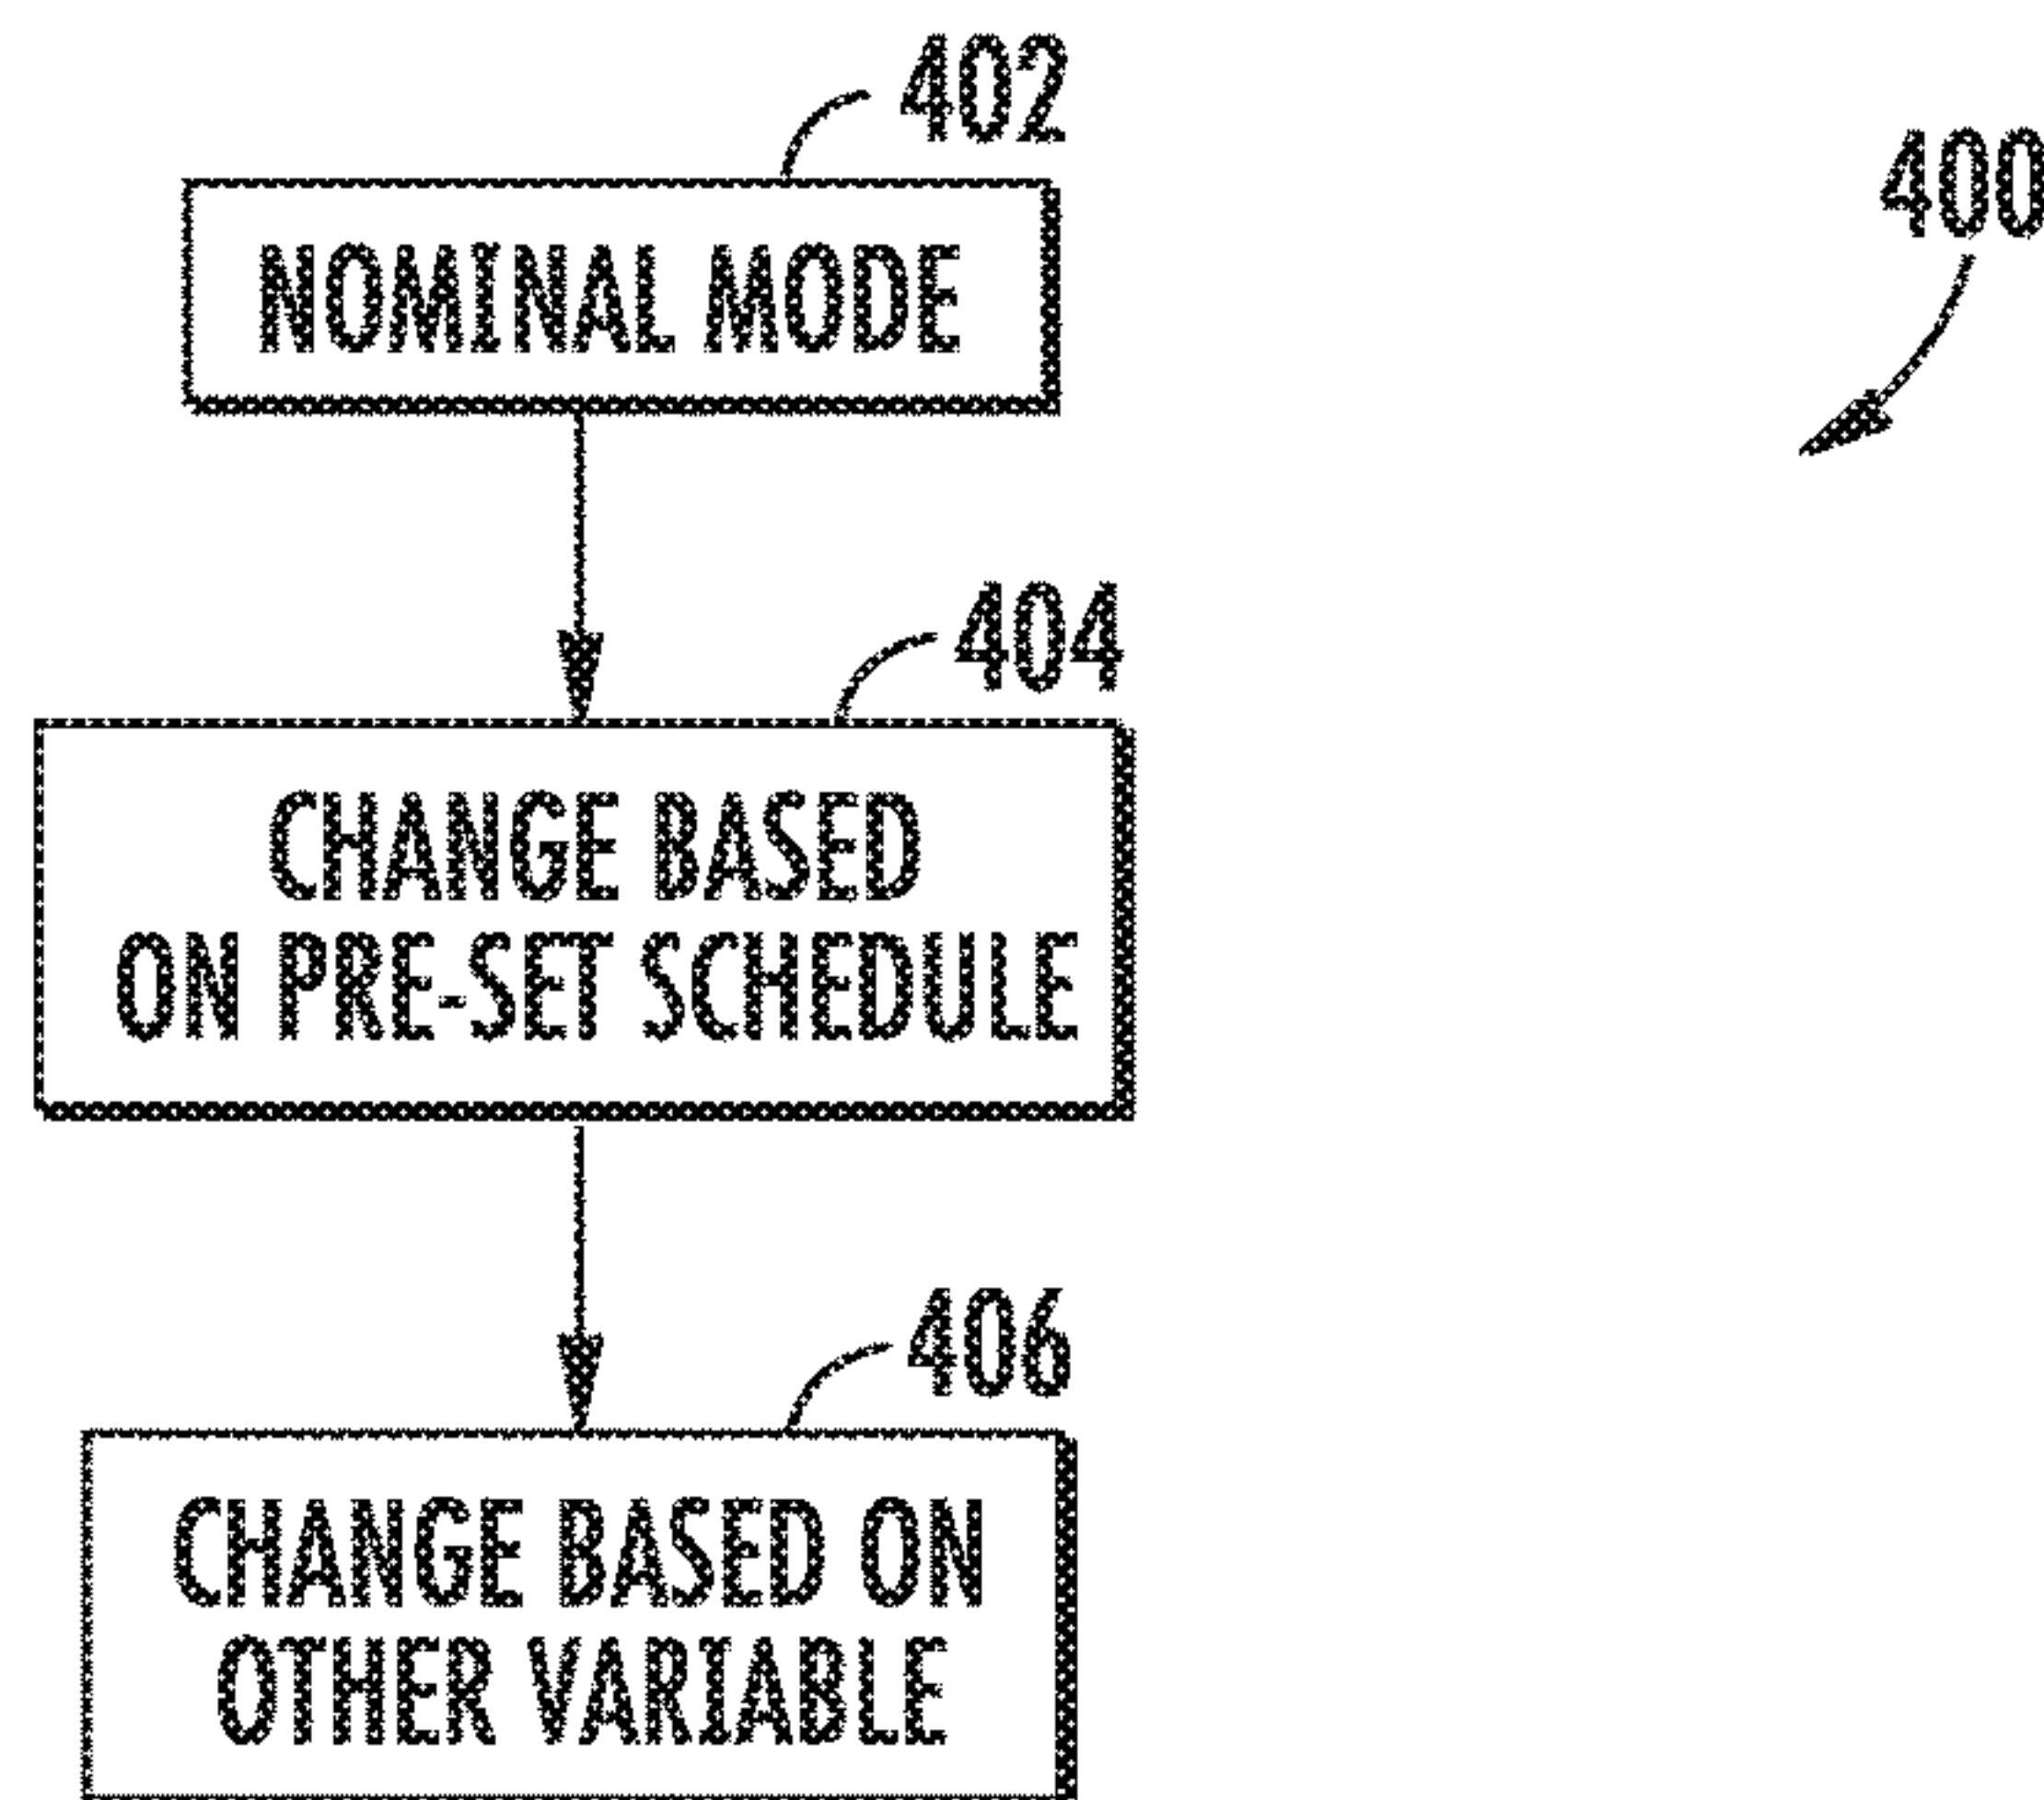 402
400
NOMINAL MODE
404
CHANGE BASED
ON PRE-SET SCHEDULE
406
CHANGE BASED ON
OTHER VARIABLE